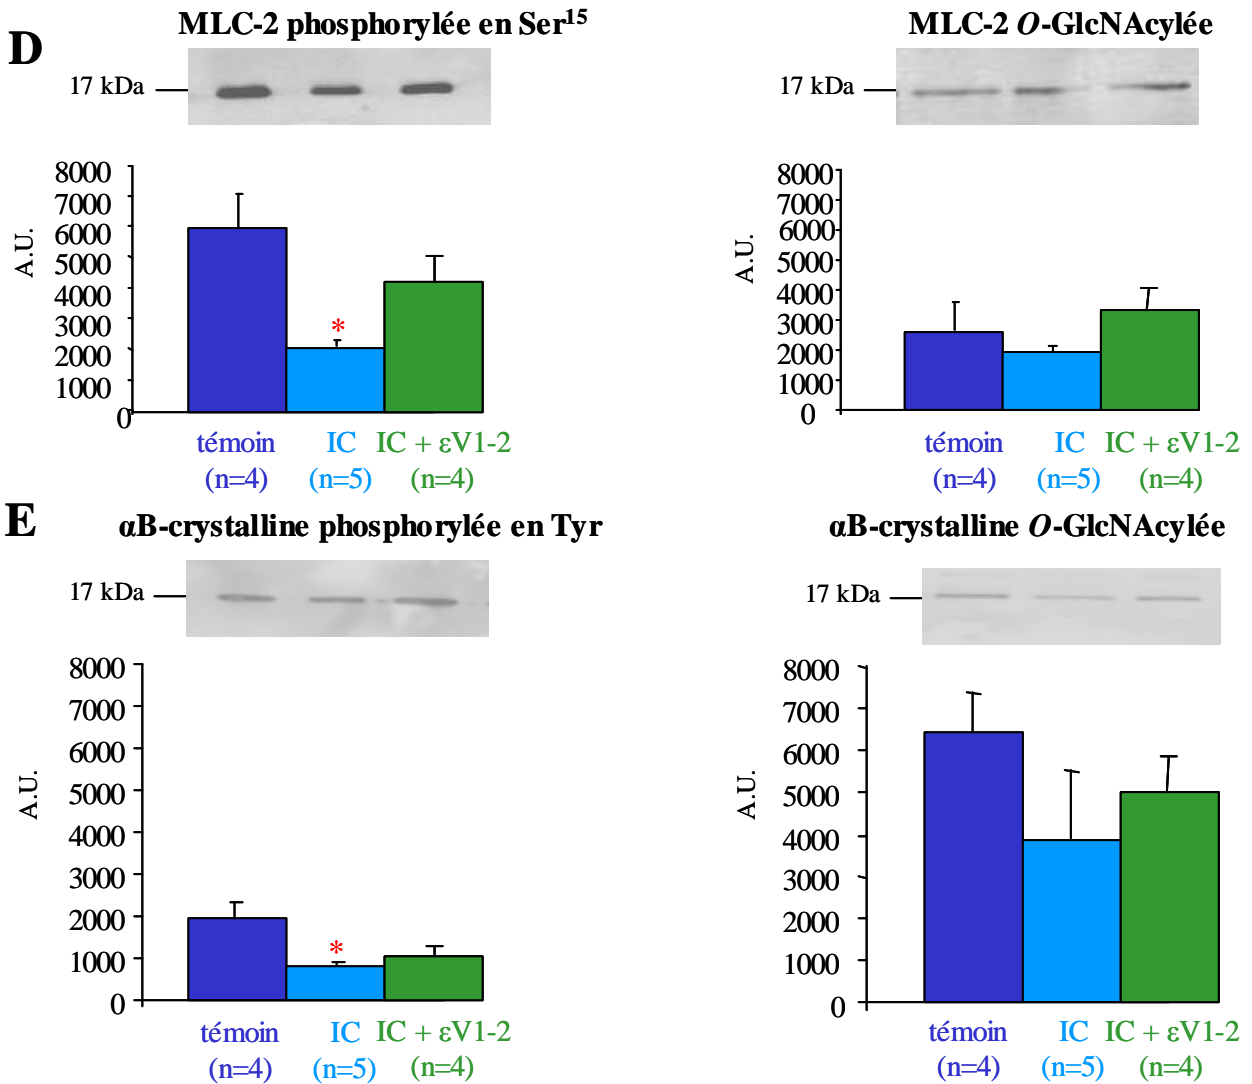 D
MLC-2 phosphorylée en Ser15
17 kDa
8000
7000
6000
5000
4000
3000
2000
1000
0
A.U.
*
témoin IC IC + εV1-2
(n=4) (n=5) (n=4)
MLC-2 O-GlcNAcylée
17 kDa
8000
7000
6000
5000
4000
3000
2000
1000
0
A.U.
témoin IC IC + εV1-2
(n=4) (n=5) (n=4)
E
αB-crystalline phosphorylée en Tyr
17 kDa
8000
7000
6000
5000
4000
3000
2000
1000
0
A.U.
*
témoin IC IC + εV1-2
(n=4) (n=5) (n=4)
αB-crystalline O-GlcNAcylée
17 kDa
8000
7000
6000
5000
4000
3000
2000
1000
0
A.U.
témoin IC IC + εV1-2
(n=4) (n=5) (n=4)